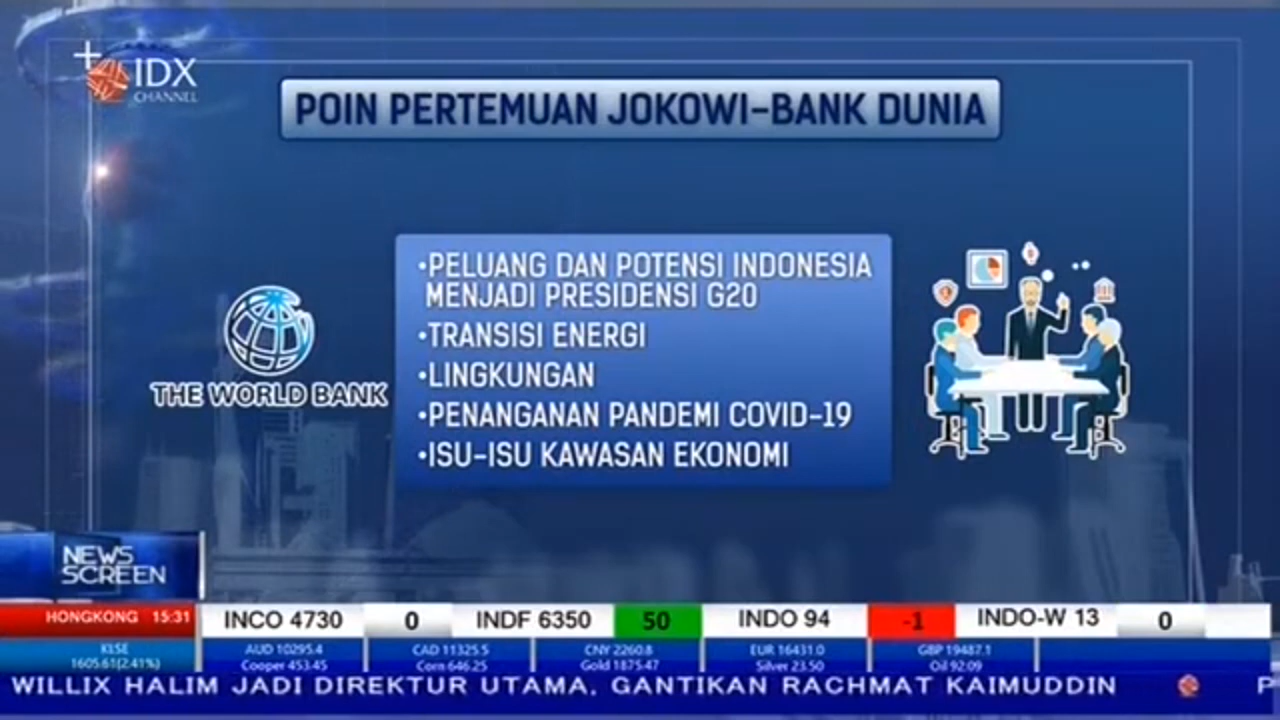 IDX
CHANNEL
POIN PERTEMUAN JOKOWI-BANK DUNIA
•PELUANG DAN POTENSI INDONESIA
MENJADI PRESIDENSI G20
•TRANSISI ENERGI
•LINGKUNGAN
•PENANGANAN PANDEMI COVID-19
•ISU-ISU KAWASAN EKONOMI
THE WORLD BANK
NEWS
SCREEN
HONGKONG 15:31
INCO 4730 0 INDF 6350 50 INDO 94 -1 INDO-W 13 0
KLSE
1605.61(2.41%)
AUD 10295.4 CAD 11325.5 CNY 2260.8 EUR 16431.0 GBP 19487.1
Cooper 453.45 Corn 646.25 Gold 1875.47 Silver 23.50 Oil 92.09
WILLIX HALIM JADI DIREKTUR UTAMA, GANTIKAN RACHMAT KAIMUDDIN